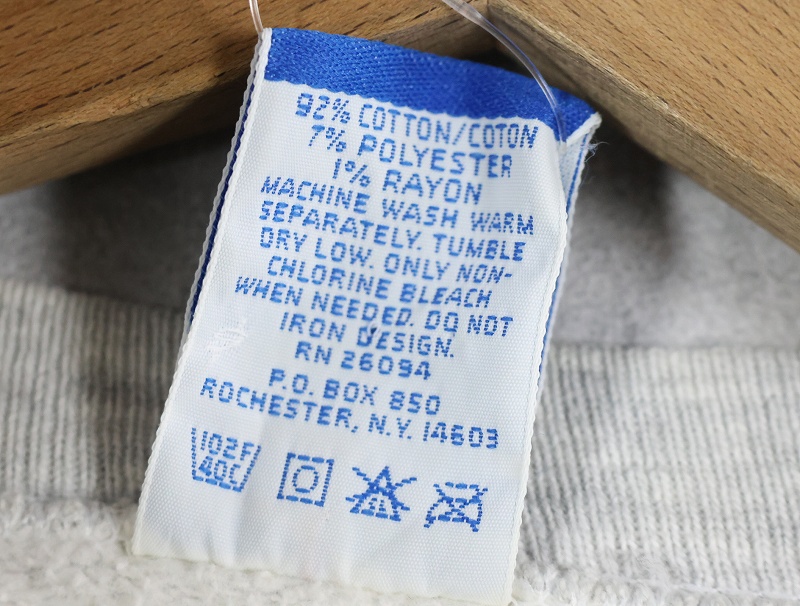 92% COTTON/COTON
7% POLYESTER
1% RAYON
MACHINE WASH WARM
SEPARATELY. TUMBLE
DRY LOW. ONLY NON-
CHLORINE BLEACH
WHEN NEEDED. DO NOT
IRON DESIGN.
RN 26094
P.O. BOX 850
ROCHESTER, N.Y. 14603
102F
40C